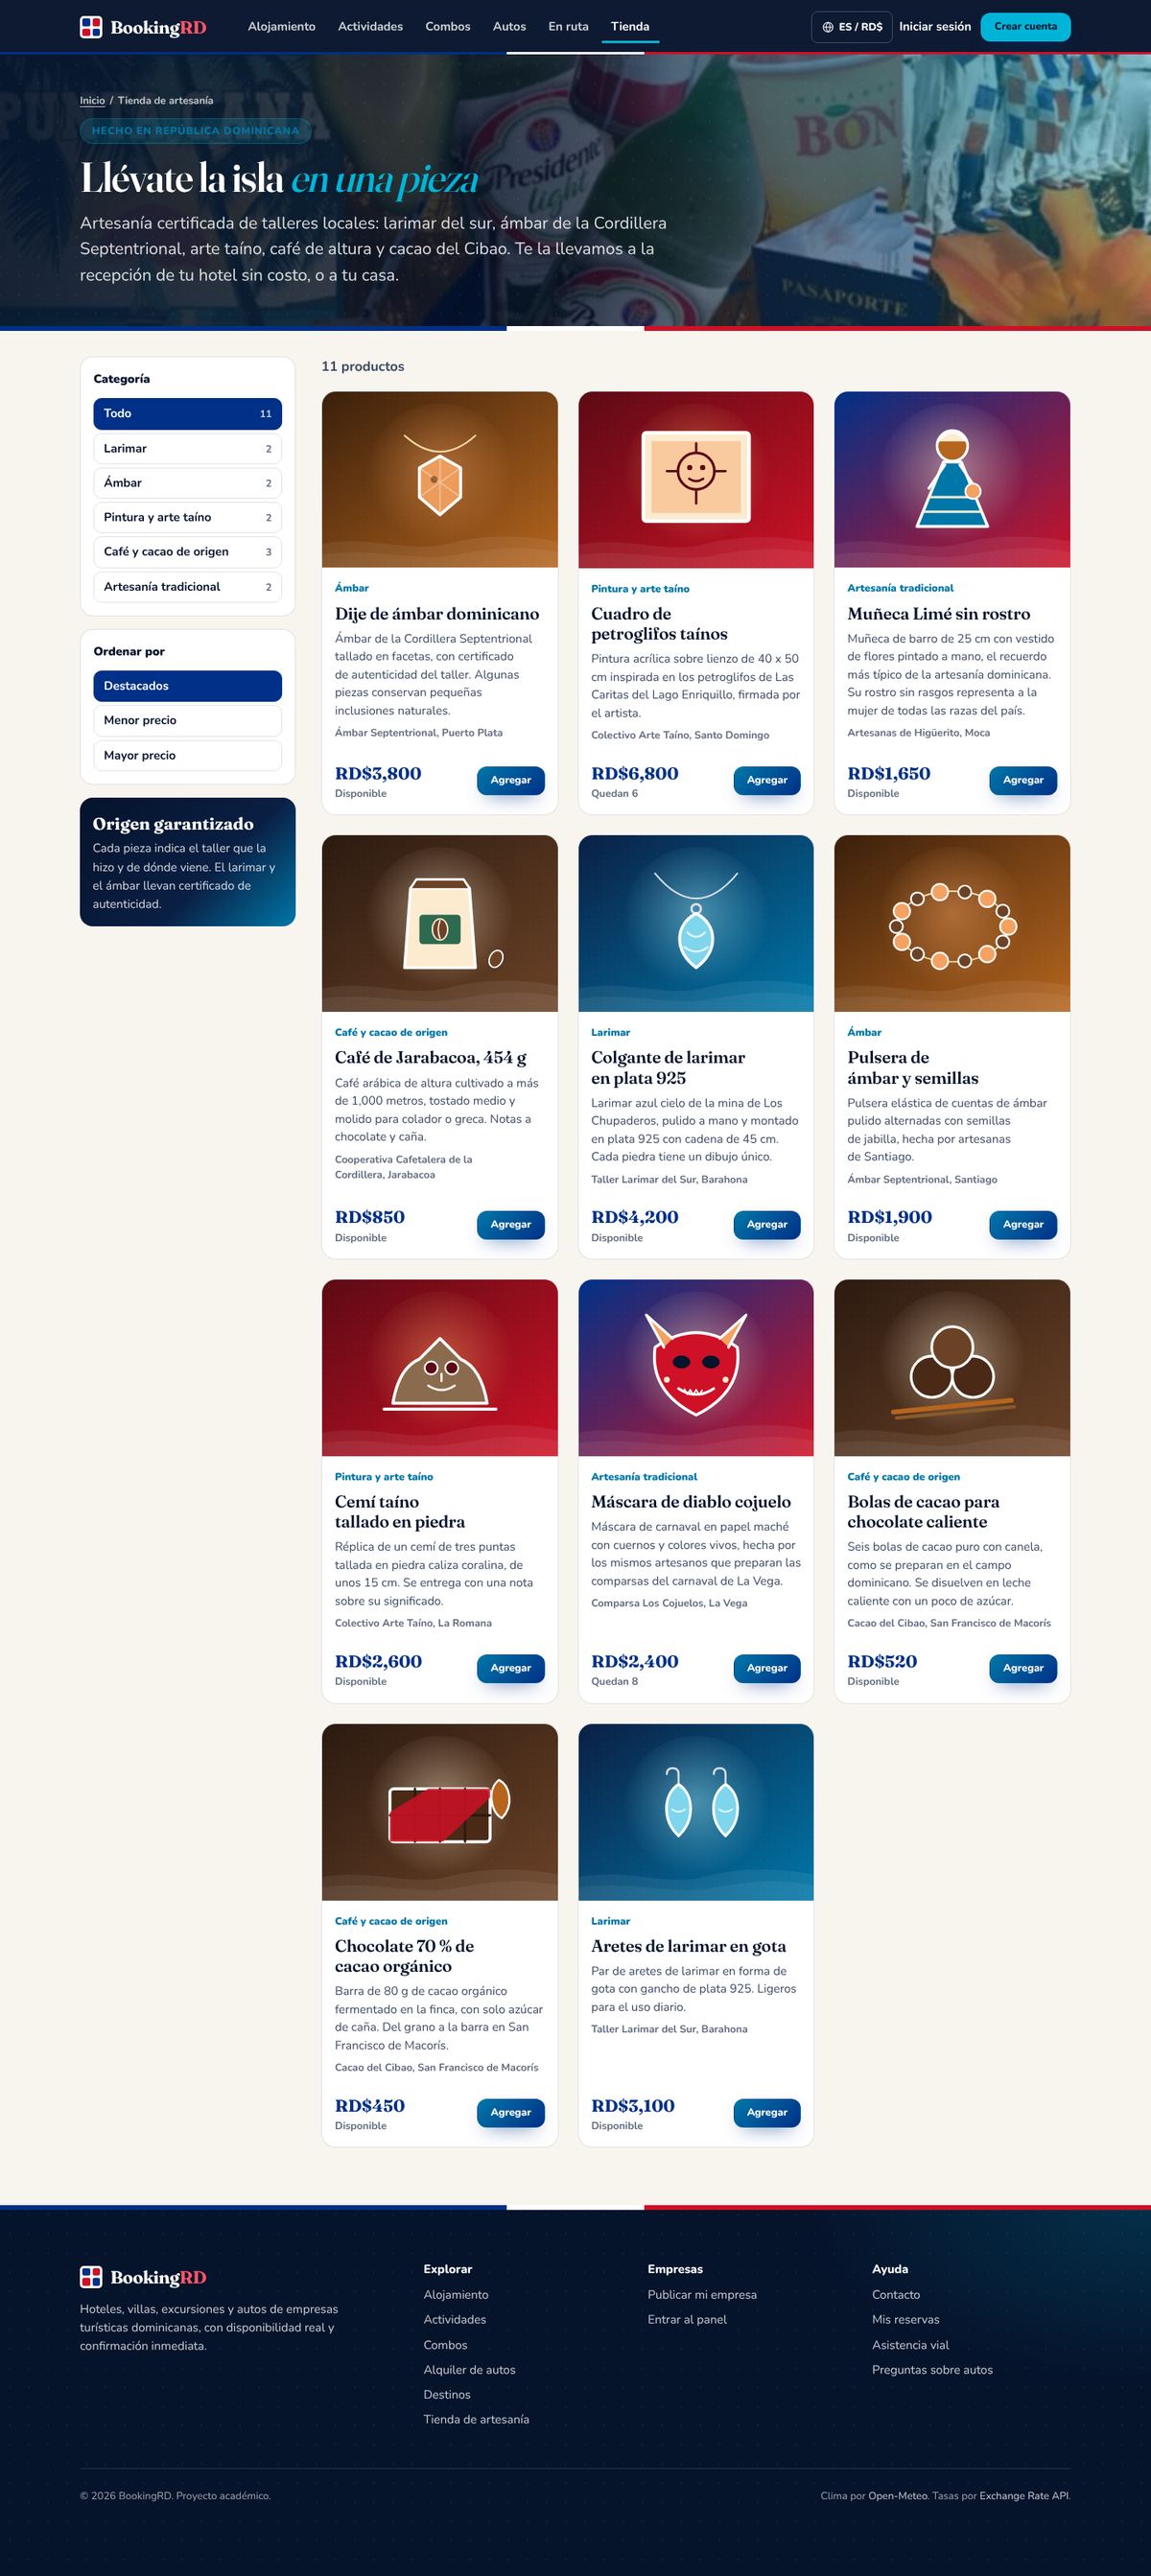 BookingRD
Alojamiento
Actividades
Combos
Autos
En ruta
Tienda
ES / RD$
Iniciar sesión
Crear cuenta
Inicio / Tienda de artesanía
HECHO EN REPÚBLICA DOMINICANA
Llévate la isla en una pieza
Artesanía certificada de talleres locales: larimar del sur, ámbar de la Cordillera
Septentrional, arte taíno, café de altura y cacao del Cibao. Te la llevamos a la
recepción de tu hotel sin costo, o a tu casa.
Presidente
PASAPORTE
Categoría
Todo 11
Larimar 2
Ámbar 2
Pintura y arte taíno 2
Café y cacao de origen 3
Artesanía tradicional 2
Ordenar por
Destacados
Menor precio
Mayor precio
Origen garantizado
Cada pieza indica el taller que la
hizo y de dónde viene. El larimar y
el ámbar llevan certificado de
autenticidad.
11 productos
Ámbar
Dije de ámbar dominicano
Ámbar de la Cordillera Septentrional
tallado en facetas, con certificado
de autenticidad del taller. Algunas
piezas conservan pequeñas
inclusiones naturales.
Ámbar Septentrional, Puerto Plata
RD$3,800
Disponible
Agregar
Pintura y arte taíno
Cuadro de
petroglifos taínos
Pintura acrílica sobre lienzo de 40 x 50
cm inspirada en los petroglifos de Las
Caritas del Lago Enriquillo, firmada por
el artista.
Colectivo Arte Taíno, Santo Domingo
RD$6,800
Quedan 6
Agregar
Artesanía tradicional
Muñeca Limé sin rostro
Muñeca de barro de 25 cm con vestido
de flores pintado a mano, el recuerdo
más típico de la artesanía dominicana.
Su rostro sin rasgos representa a la
mujer de todas las razas del país.
Artesanas de Higüerito, Moca
RD$1,650
Disponible
Agregar
Café y cacao de origen
Café de Jarabacoa, 454 g
Café arábica de altura cultivado a más
de 1,000 metros, tostado medio y
molido para colador o greca. Notas a
chocolate y caña.
Cooperativa Cafetalera de la
Cordillera, Jarabacoa
RD$850
Disponible
Agregar
Larimar
Colgante de larimar
en plata 925
Larimar azul cielo de la mina de Los
Chupaderos, pulido a mano y montado
en plata 925 con cadena de 45 cm.
Cada piedra tiene un dibujo único.
Taller Larimar del Sur, Barahona
RD$4,200
Disponible
Agregar
Ámbar
Pulsera de
ámbar y semillas
Pulsera elástica de cuentas de ámbar
pulido alternadas con semillas
de jabilla, hecha por artesanas
de Santiago.
Ámbar Septentrional, Santiago
RD$1,900
Disponible
Agregar
Pintura y arte taíno
Cemí taíno
tallado en piedra
Réplica de un cemí de tres puntas
tallada en piedra caliza coralina, de
unos 15 cm. Se entrega con una nota
sobre su significado.
Colectivo Arte Taíno, La Romana
RD$2,600
Disponible
Agregar
Artesanía tradicional
Máscara de diablo cojuelo
Máscara de carnaval en papel maché
con cuernos y colores vivos, hecha por
los mismos artesanos que preparan las
comparsas del carnaval de La Vega.
Comparsa Los Cojuelos, La Vega
RD$2,400
Quedan 8
Agregar
Café y cacao de origen
Bolas de cacao para
chocolate caliente
Seis bolas de cacao puro con canela,
como se preparan en el campo
dominicano. Se disuelven en leche
caliente con un poco de azúcar.
Cacao del Cibao, San Francisco de Macorís
RD$520
Disponible
Agregar
Café y cacao de origen
Chocolate 70 % de
cacao orgánico
Barra de 80 g de cacao orgánico
fermentado en la finca, con solo azúcar
de caña. Del grano a la barra en San
Francisco de Macorís.
Cacao del Cibao, San Francisco de Macorís
RD$450
Disponible
Agregar
Larimar
Aretes de larimar en gota
Par de aretes de larimar en forma de
gota con gancho de plata 925. Ligeros
para el uso diario.
Taller Larimar del Sur, Barahona
RD$3,100
Disponible
Agregar
BookingRD
Hoteles, villas, excursiones y autos de empresas
turísticas dominicanas, con disponibilidad real y
confirmación inmediata.
Explorar
Alojamiento
Actividades
Combos
Alquiler de autos
Destinos
Tienda de artesanía
Empresas
Publicar mi empresa
Entrar al panel
Ayuda
Contacto
Mis reservas
Asistencia vial
Preguntas sobre autos
© 2026 BookingRD. Proyecto académico.
Clima por Open-Meteo. Tasas por Exchange Rate API.